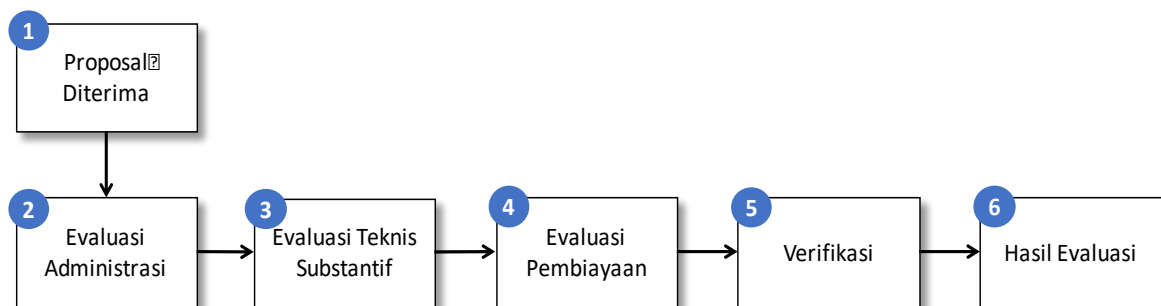 1
Proposal
Diterima
2
Evaluasi
Administrasi
3
Evaluasi Teknis
Substantif
4
Evaluasi
Pembiayaan
5
Verifikasi
6
Hasil Evaluasi